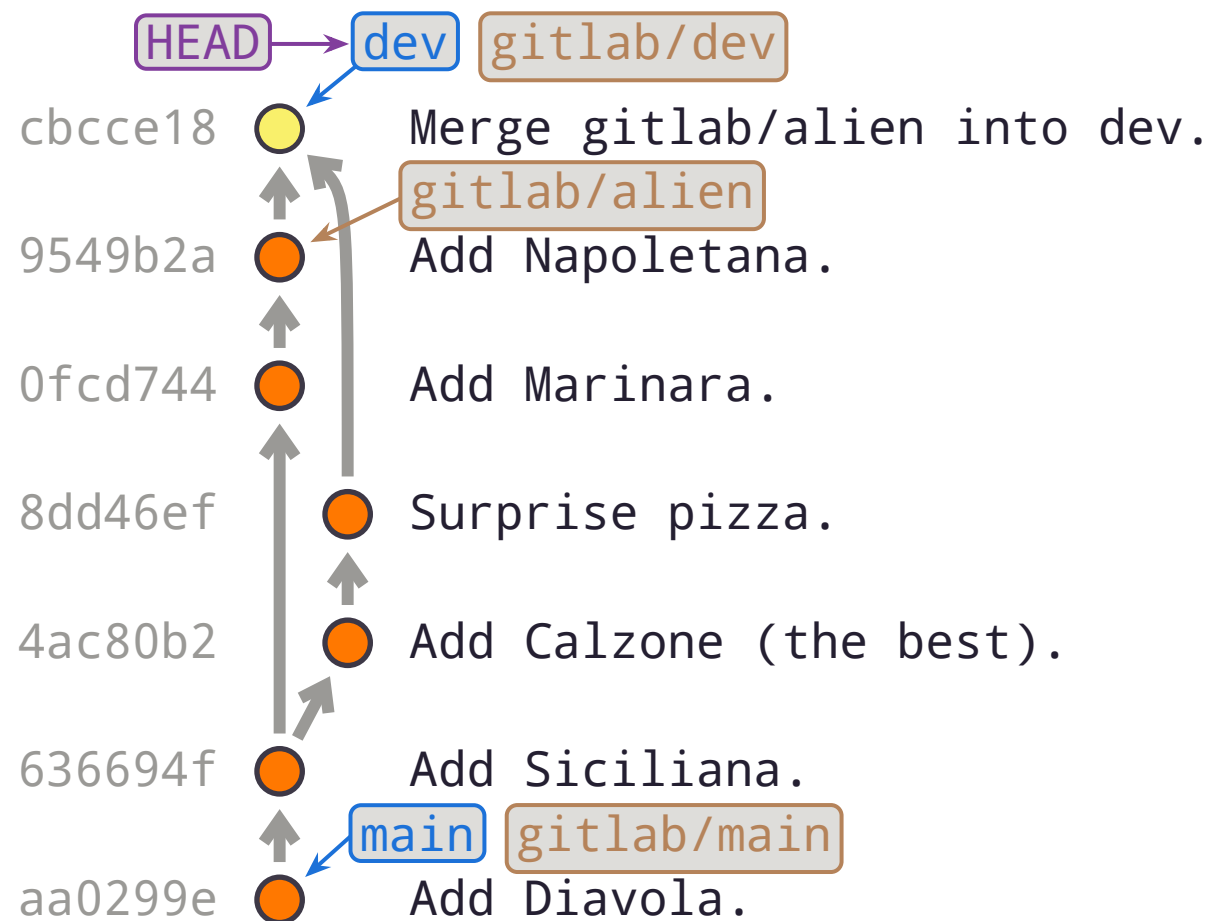 HEAD dev gitlab/dev
cbcce18 Merge gitlab/alien into dev.
gitlab/alien
9549b2a Add Napoletana.
0fcd744 Add Marinara.
8dd46ef Surprise pizza.
4ac80b2 Add Calzone (the best).
636694f Add Siciliana.
main gitlab/main
aa0299e Add Diavola.